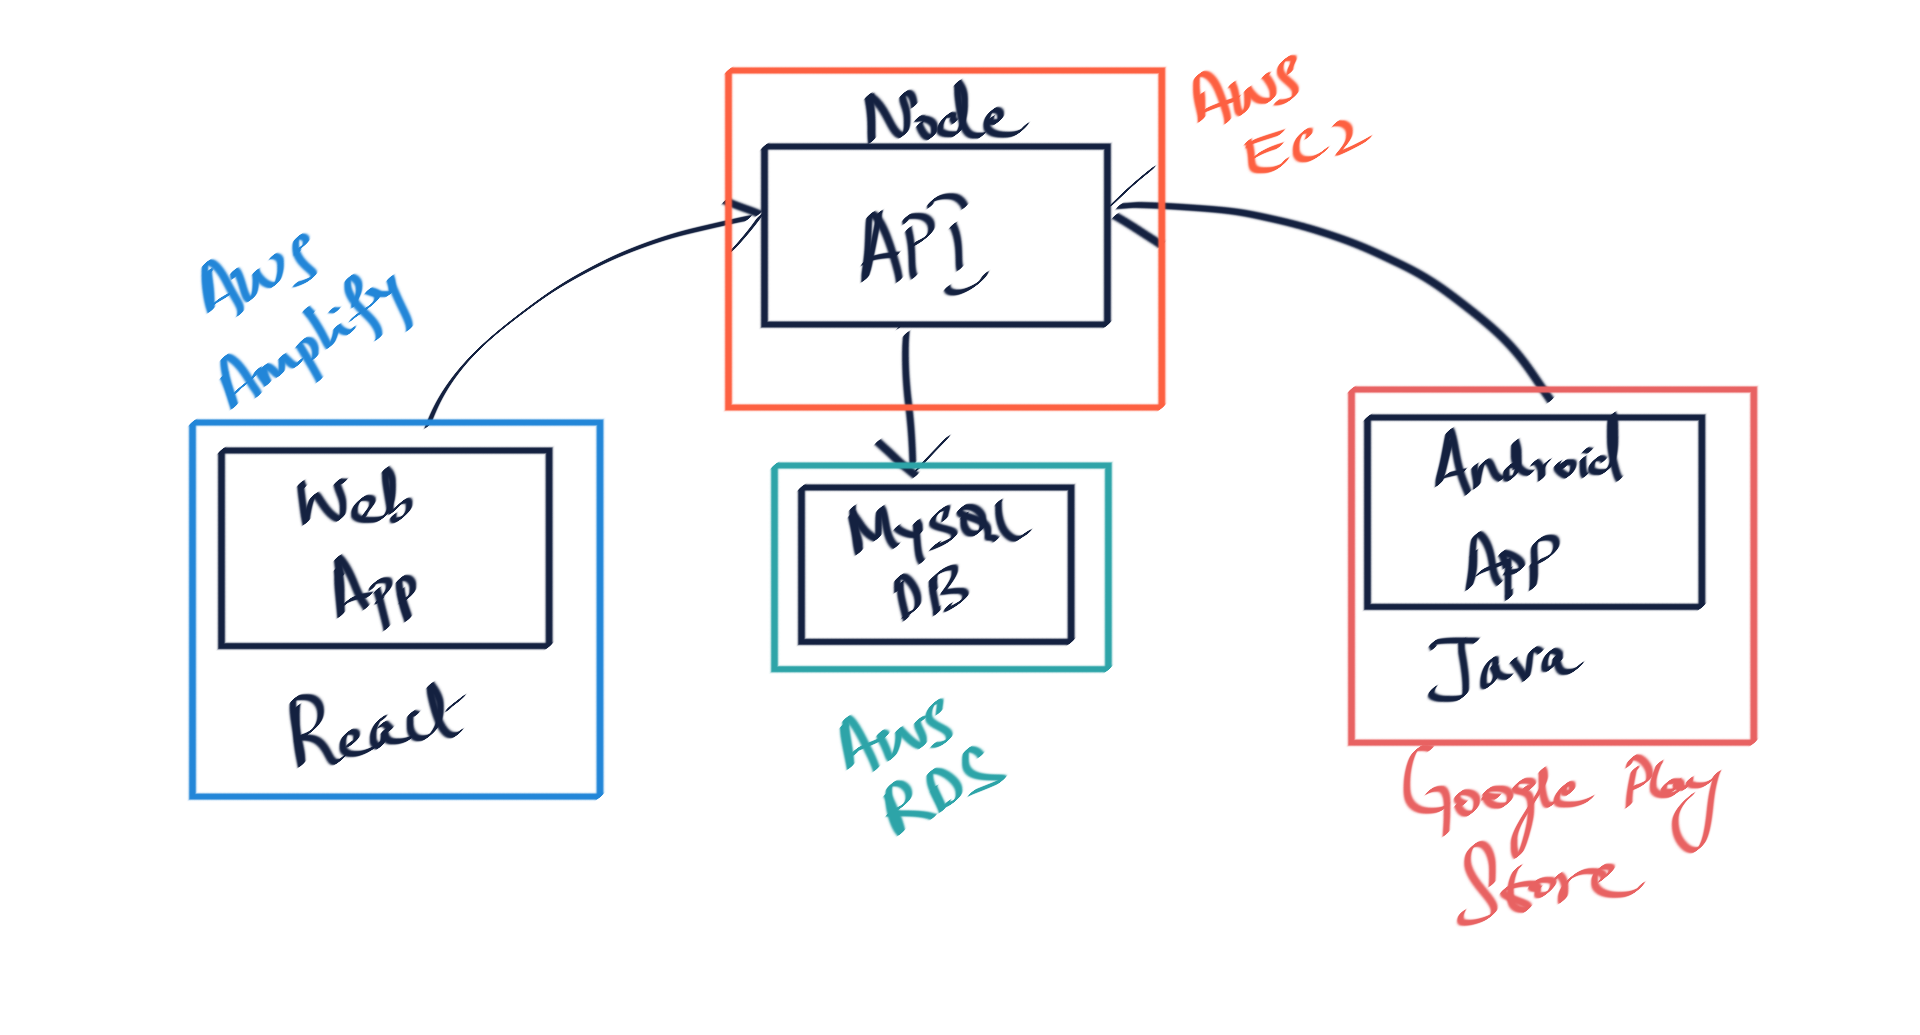 Node
API
Aws
EC2
Aws
Amplify
Web
App
React
Mysql
DB
Aws
RDS
Android
App
Java
Google Play
Store